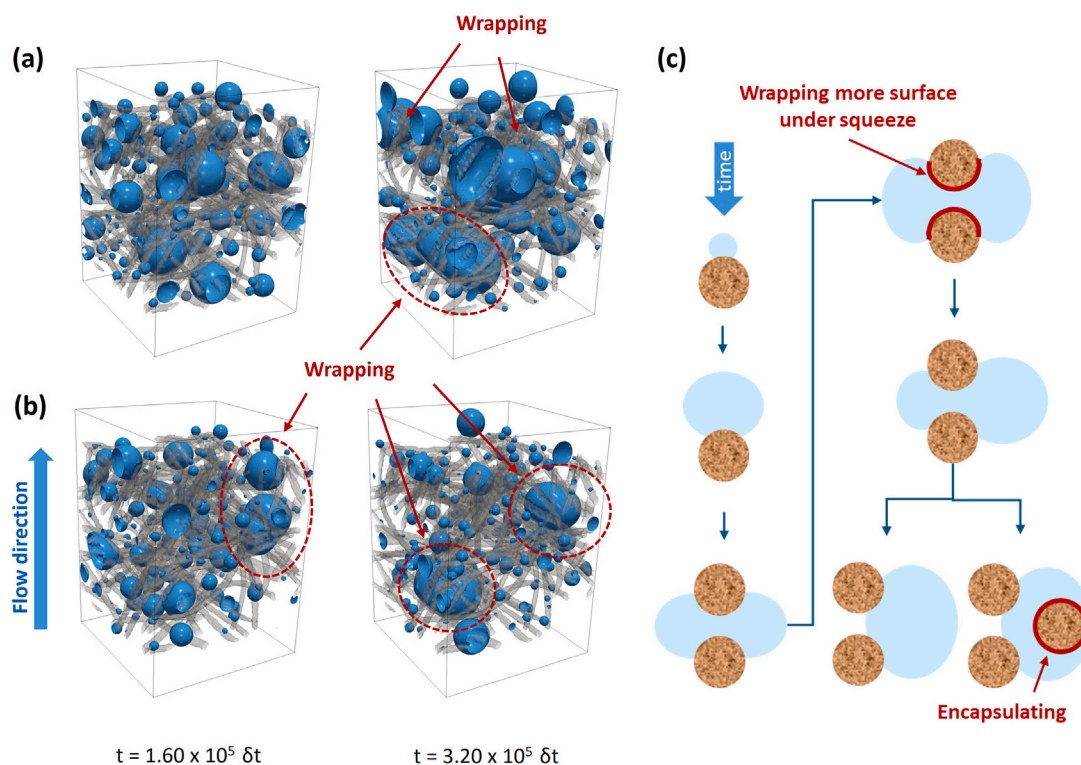 Wrapping
(a)
(c)
Wrapping more surface
under squeeze
time
Wrapping
(b)
Flow direction
Encapsulating
t = 1.60 x 10⁵ δt
t = 3.20 x 10⁵ δt